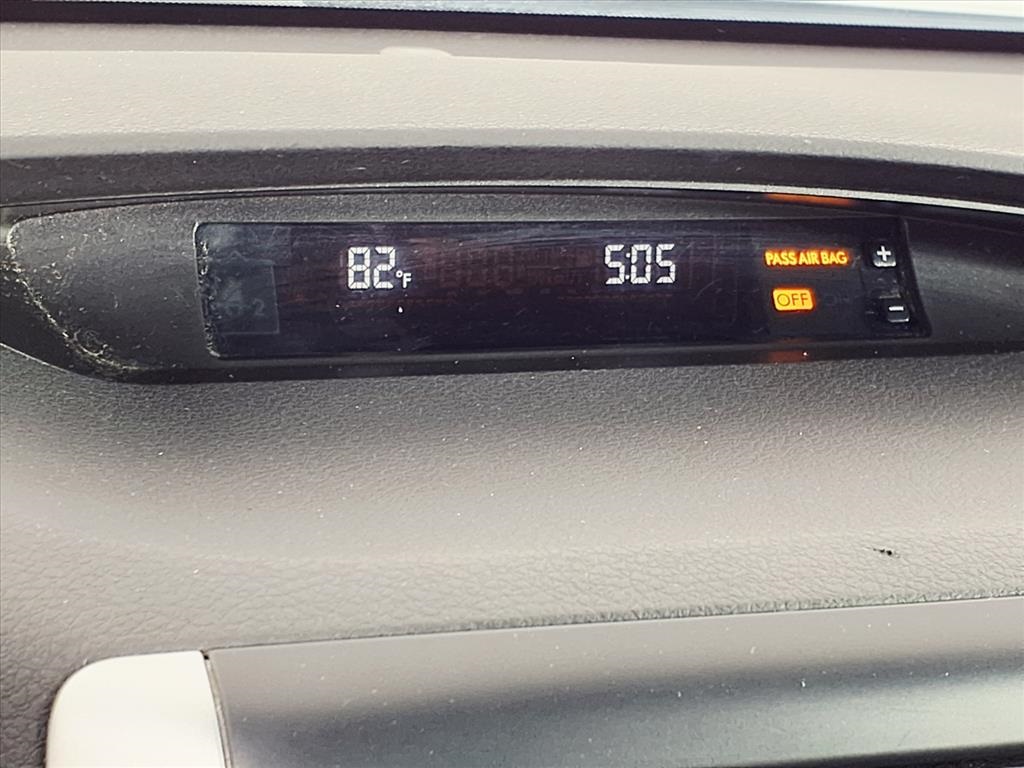 82°F
5:05
PASS AIR BAG
+
OFF
−